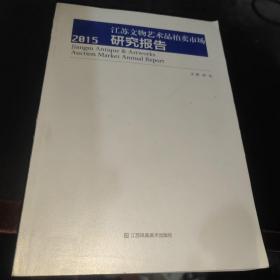 江苏文物艺术品拍卖市场
2015 研究报告
Jiangsu Antique & Artworks
Auction Market Annual Report
江苏凤凰美术出版社